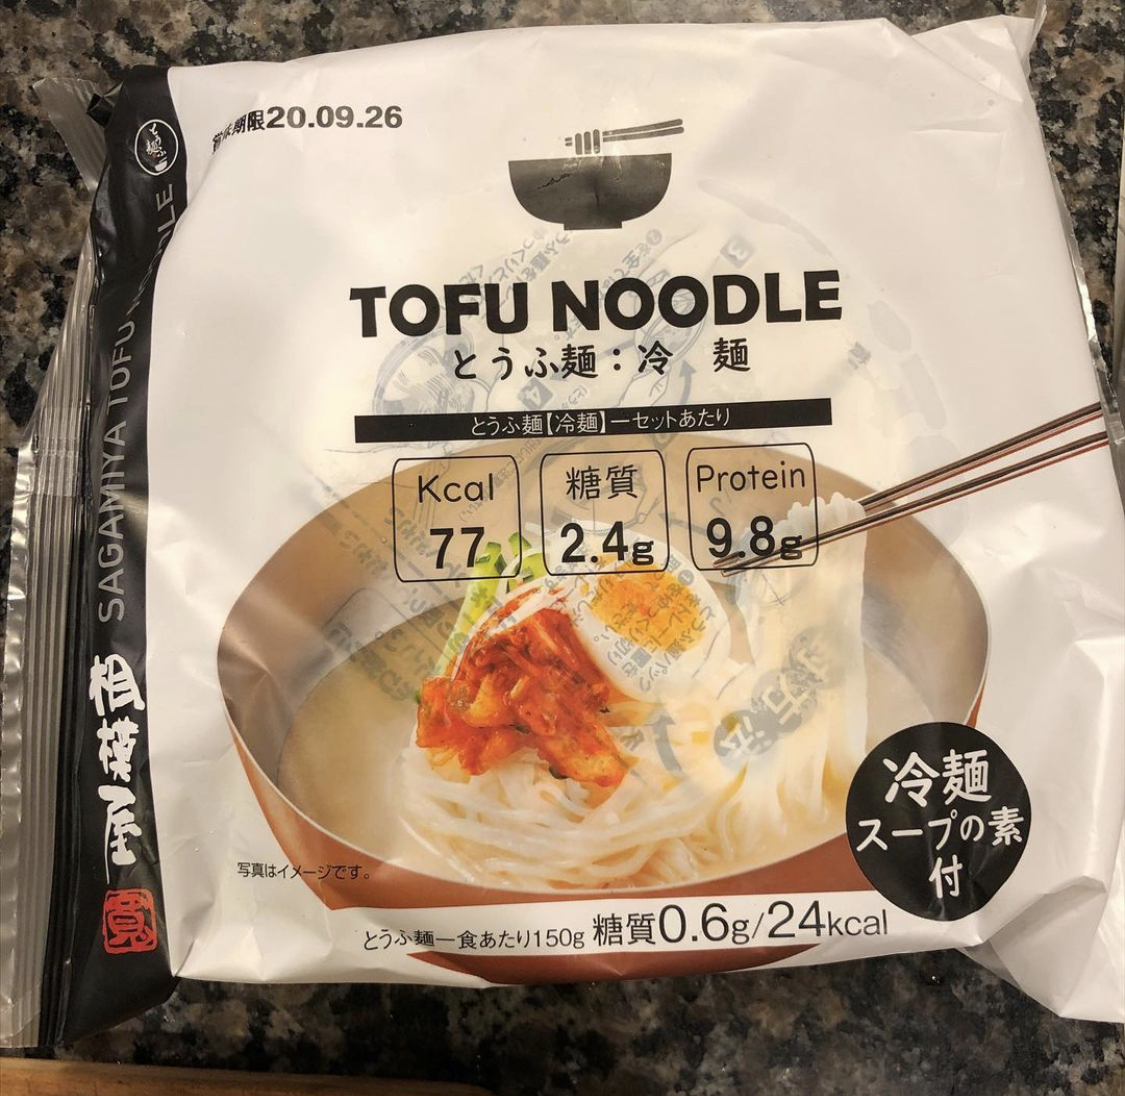 賞味期限20.09.26
TOFU NOODLE
とうふ麺:冷 麺
とうふ麺【冷麺】一セットあたり
Kcal
77
糖質
2.4g
Protein
9.8g
冷麺
スープの素
付
写真はイメージです。
とうふ麺一食あたり150g 糖質0.6g/24kcal
SAGAMIYA TOFU NOODLE
相模屋